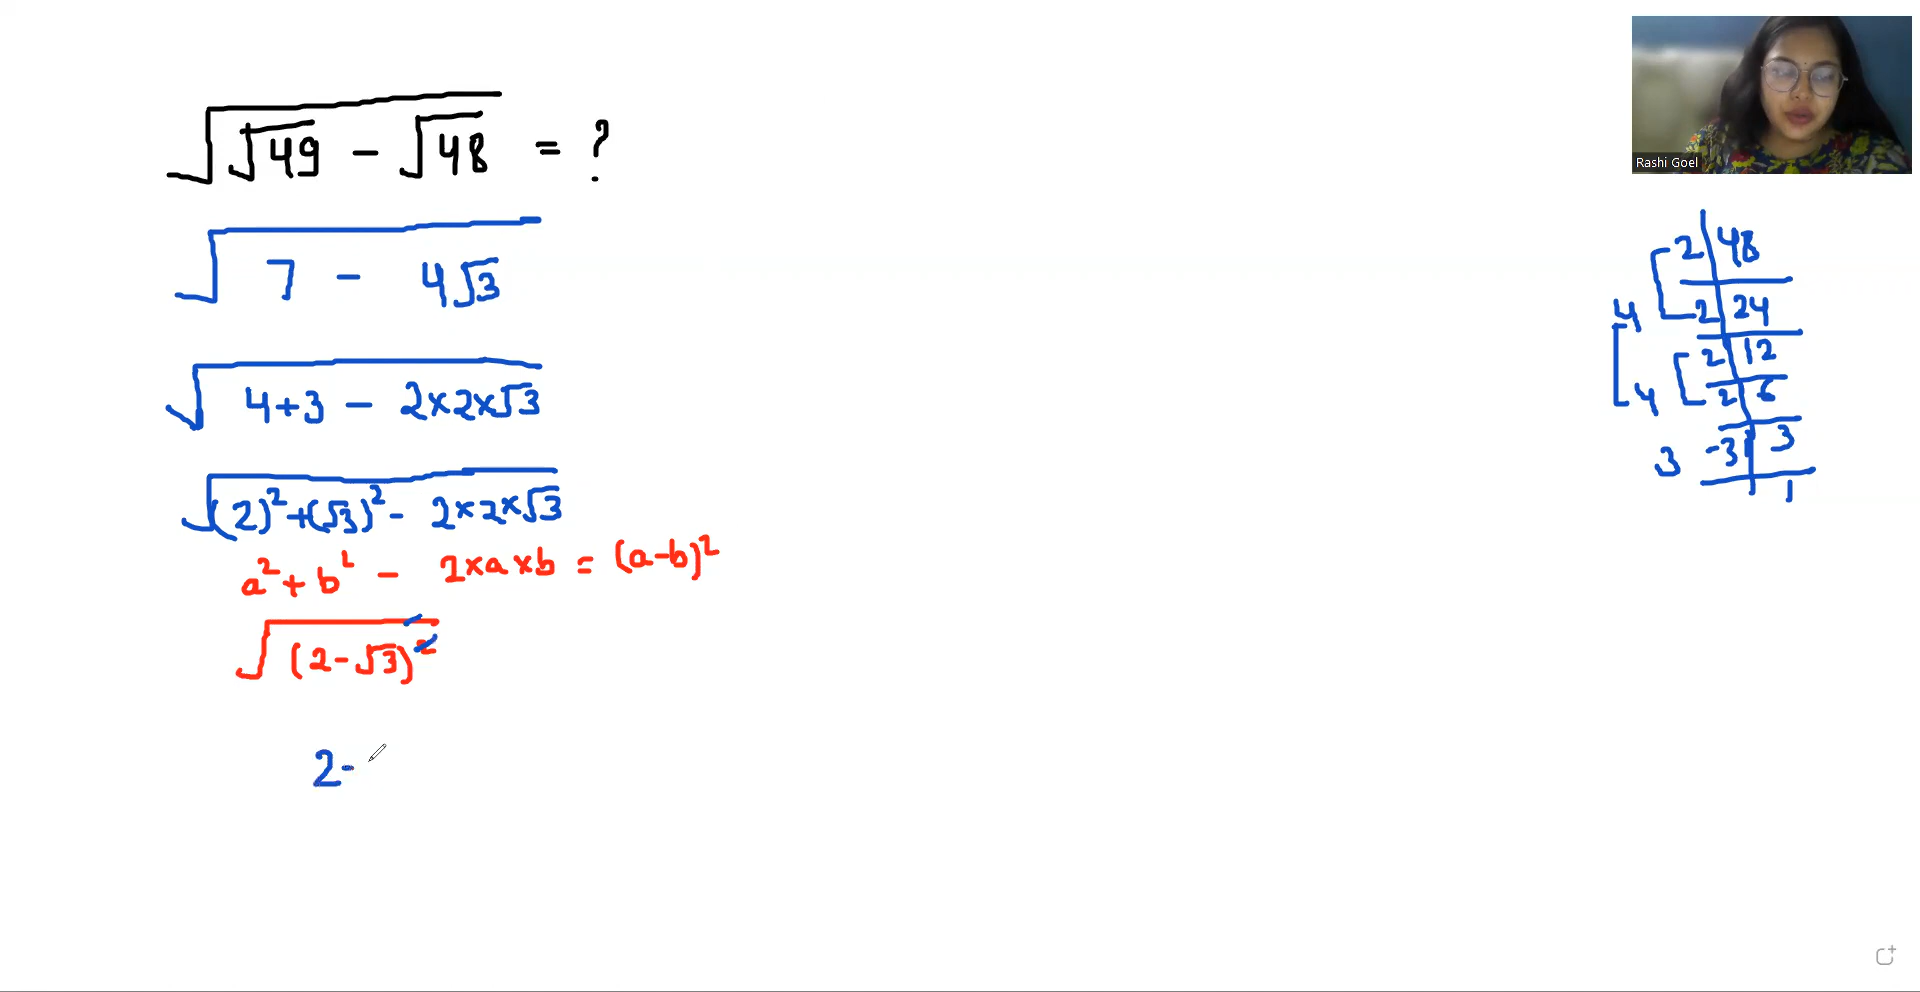 √(√49 - √48) = ?
√(7 - 4√3)
√(4+3 - 2×2×√3)
√((2)² + (√3)² - 2×2×√3)
a² + b² - 2×a×b = (a-b)²
√((2-√3)²)
2-
Rashi Goel
2 | 48
4 2 | 24
2 | 12
4 2 | 6
3 -3 | 3
1